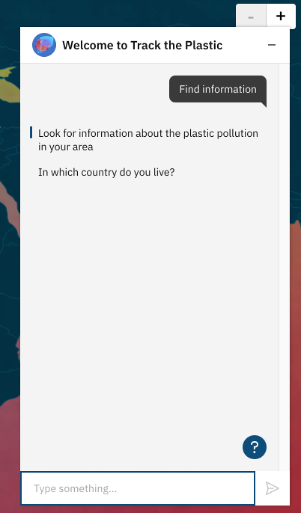 - +
Welcome to Track the Plastic
Find information
Look for information about the plastic pollution
in your area
In which country do you live?
?
Type something...